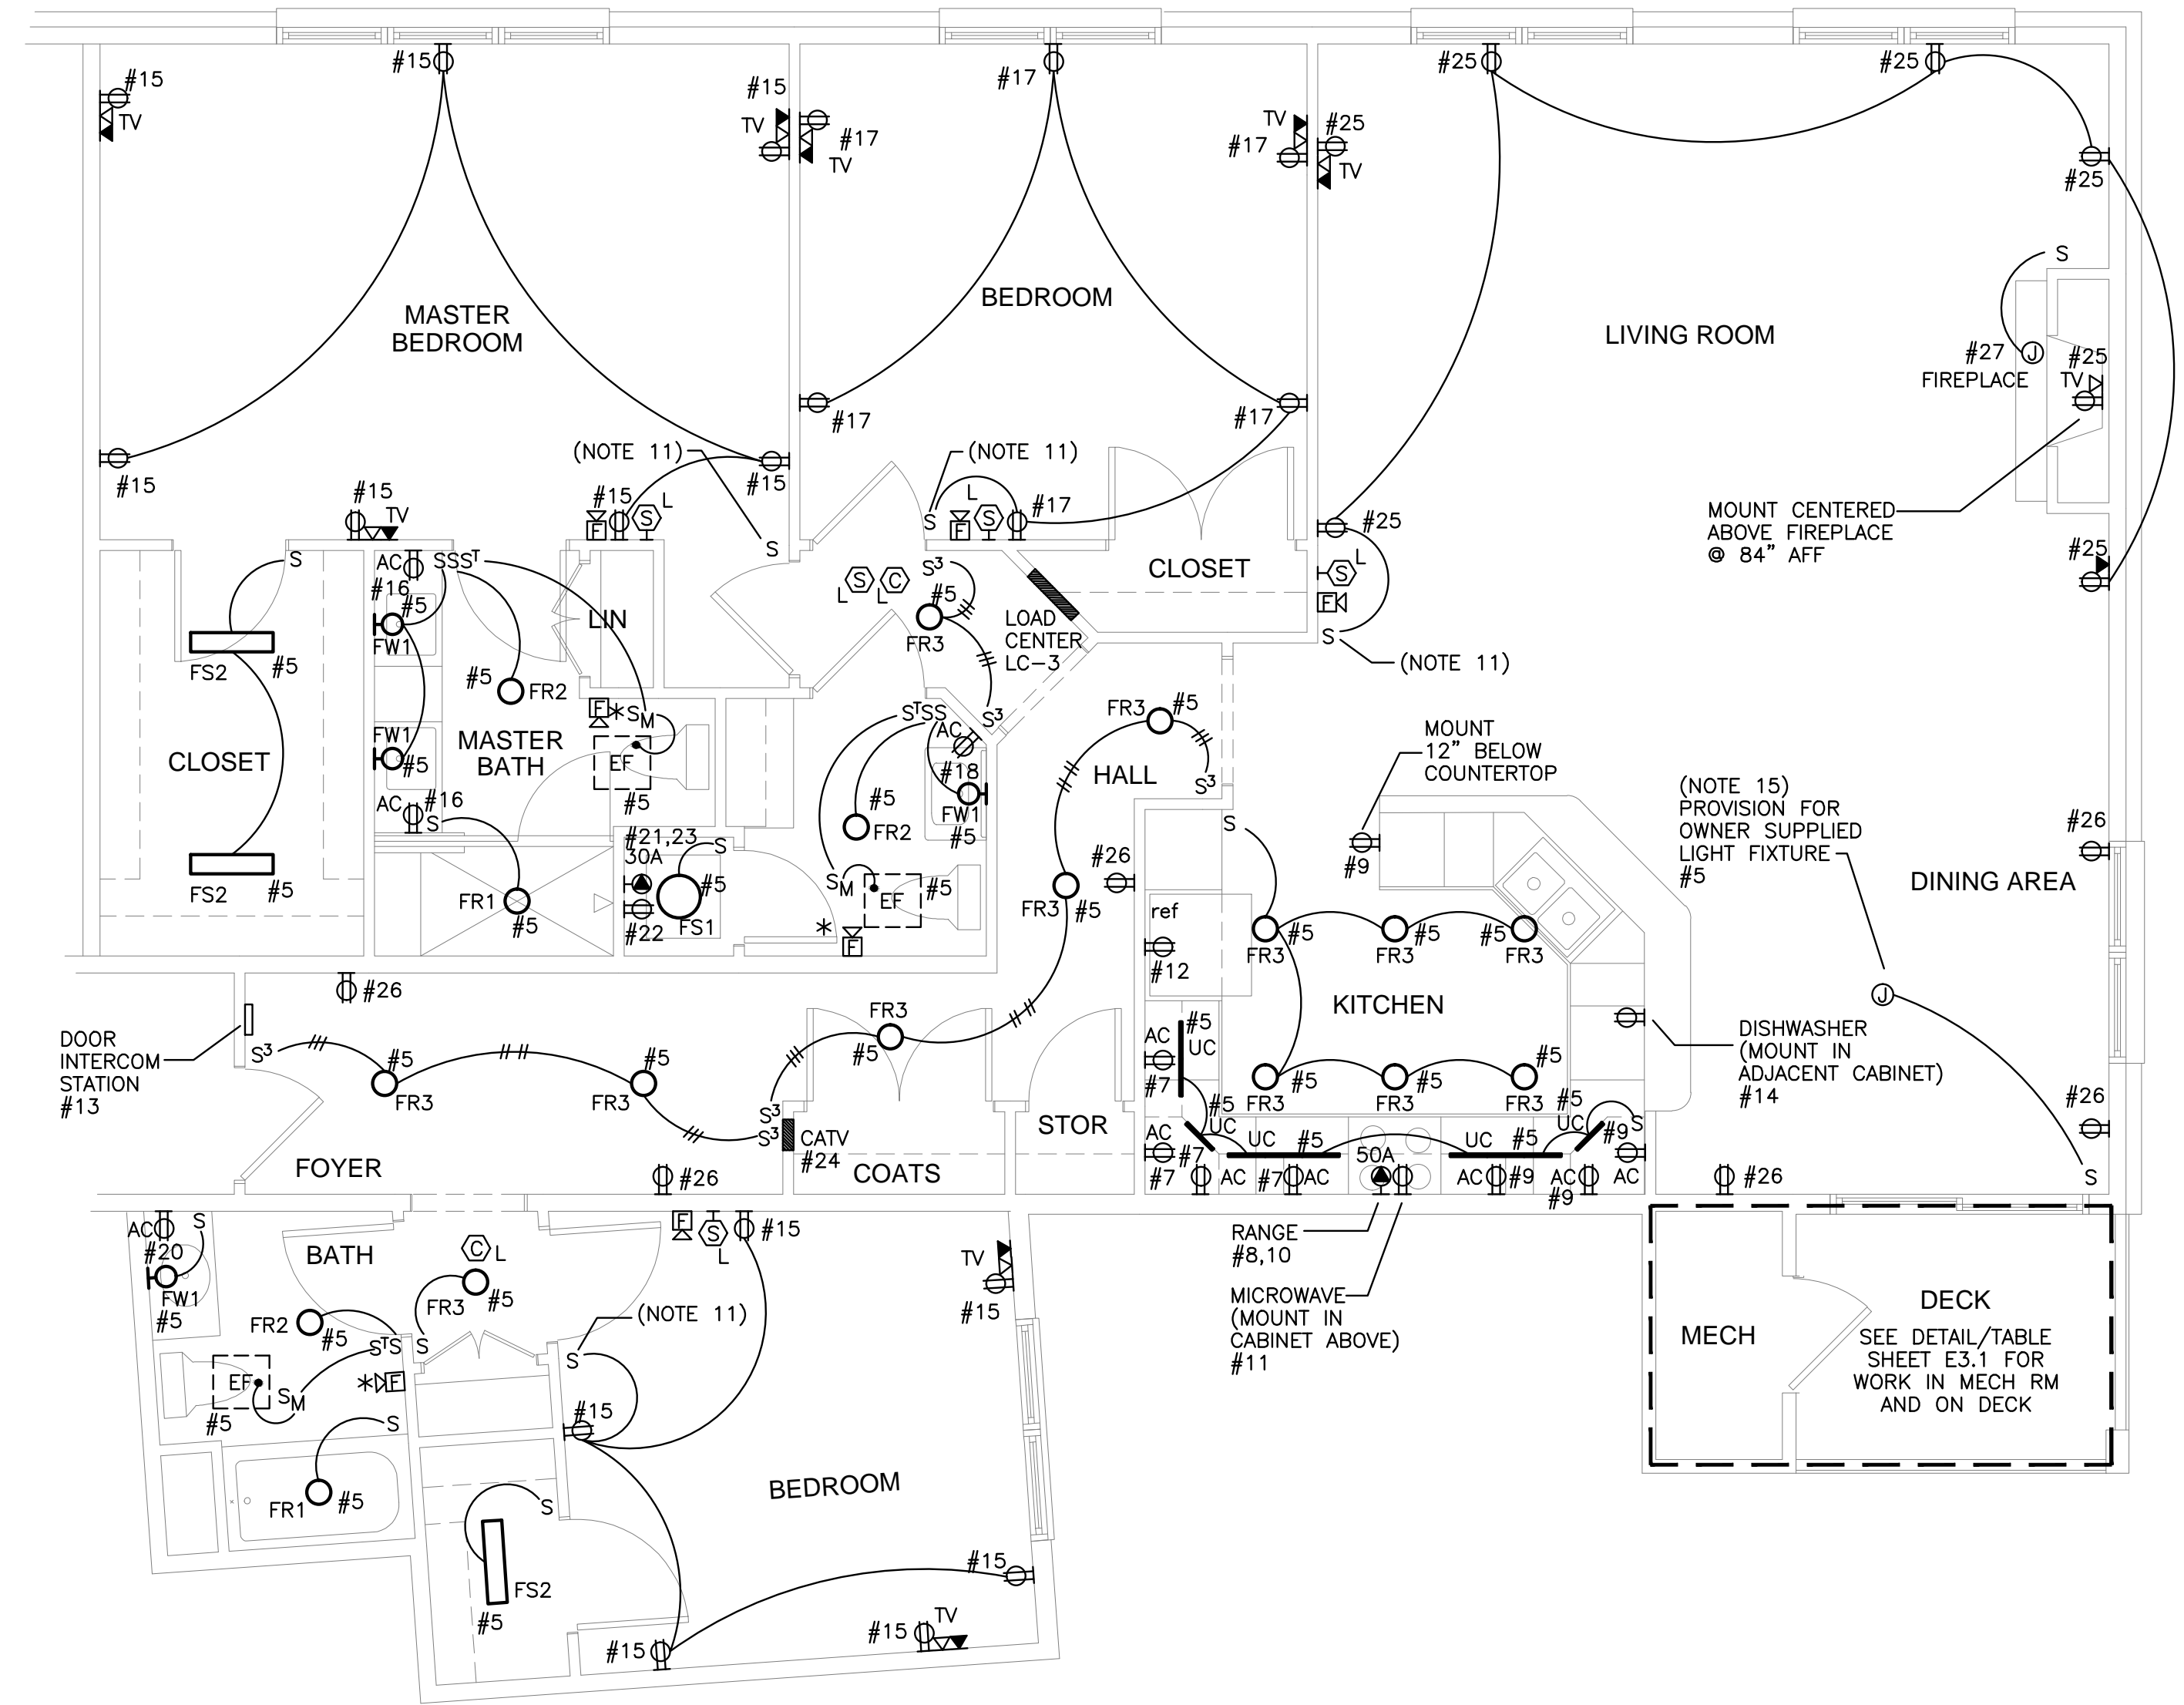 #15
#15
#15
#17
#25
#25
TV
TV
#17
TV
TV
#17
#25
TV
#25
MASTER
BEDROOM
BEDROOM
LIVING ROOM
S
#27
FIREPLACE
J
#25
TV
#15
#15
#17
#17
(NOTE 11)
(NOTE 11)
#15
TV
#15
F
S
L
S
S
F
L
S
#17
#25
S
L
F
S
(NOTE 11)
MOUNT CENTERED
ABOVE FIREPLACE
@ 84" AFF
#25
CLOSET
S
AC
#16
SSST
#5
FW1
FS2
#5
LIN
#5
FR2
S
L
C
L
S3
#5
FR3
LOAD
CENTER
LC-3
S3
CLOSET
FW1
#5
MASTER
BATH
F
*
SM
EF
#5
STSS
AC
#18
FW1
#5
#5
FR2
FR3
#5
HALL
S3
MOUNT
12" BELOW
COUNTERTOP
#9
(NOTE 15)
PROVISION FOR
OWNER SUPPLIED
LIGHT FIXTURE
#5
#26
DINING AREA
AC
#16
S
FR1
#5
FS2
#5
#21,23
30A
S
#5
FS1
#22
SM
EF
#5
*
F
#26
FR3
#5
S
ref
#12
#5
FR3
#5
FR3
#5
FR3
KITCHEN
J
#26
DOOR
INTERCOM
STATION
#13
S3
#5
FR3
#5
FR3
FR3
#5
S3
S3
CATV
#24
FOYER
#26
COATS
STOR
AC
#7
#5
UC
#5
FR3
#5
FR3
#5
FR3
DISHWASHER
(MOUNT IN
ADJACENT CABINET)
#14
AC
#7
#5
UC
UC
#5
UC
#5
#5
UC
S
#9
#7
AC
#7
AC
50A
AC
#9
AC
#9
AC
#26
S
#26
RANGE
#8,10
MICROWAVE
(MOUNT IN
CABINET ABOVE)
#11
MECH
DECK
SEE DETAIL/TABLE
SHEET E3.1 FOR
WORK IN MECH RM
AND ON DECK
AC
#20
S
FW1
#5
BATH
C
L
FR3
#5
F
S
L
#15
TV
#15
FR2
#5
STS
S
(NOTE 11)
S
EF
#5
SM
*
F
S
#15
FR1
#5
S
FS2
#5
BEDROOM
#15
#15
#15
TV
CLOSET